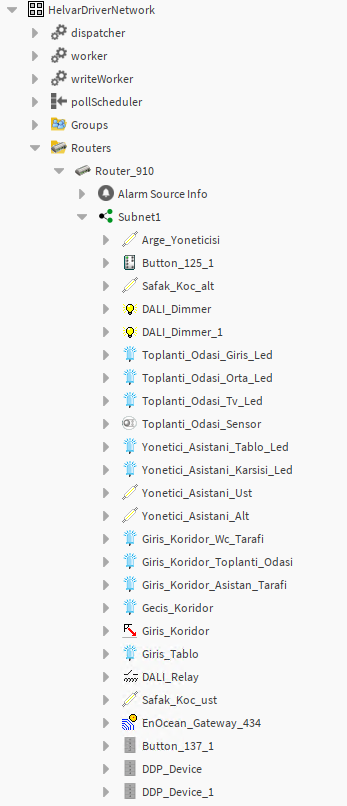 HelvarDriverNetwork
dispatcher
worker
writeWorker
pollScheduler
Groups
Routers
Router_910
Alarm Source Info
Subnet1
Arge_Yoneticisi
Button_125_1
Safak_Koc_alt
DALI_Dimmer
DALI_Dimmer_1
Toplanti_Odasi_Giris_Led
Toplanti_Odasi_Orta_Led
Toplanti_Odasi_Tv_Led
Toplanti_Odasi_Sensor
Yonetici_Asistani_Tablo_Led
Yonetici_Asistani_Karsisi_Led
Yonetici_Asistani_Ust
Yonetici_Asistani_Alt
Giris_Koridor_Wc_Tarafi
Giris_Koridor_Toplanti_Odasi
Giris_Koridor_Asistan_Tarafi
Gecis_Koridor
Giris_Koridor
Giris_Tablo
DALI_Relay
Safak_Koc_ust
EnOcean_Gateway_434
Button_137_1
DDP_Device
DDP_Device_1